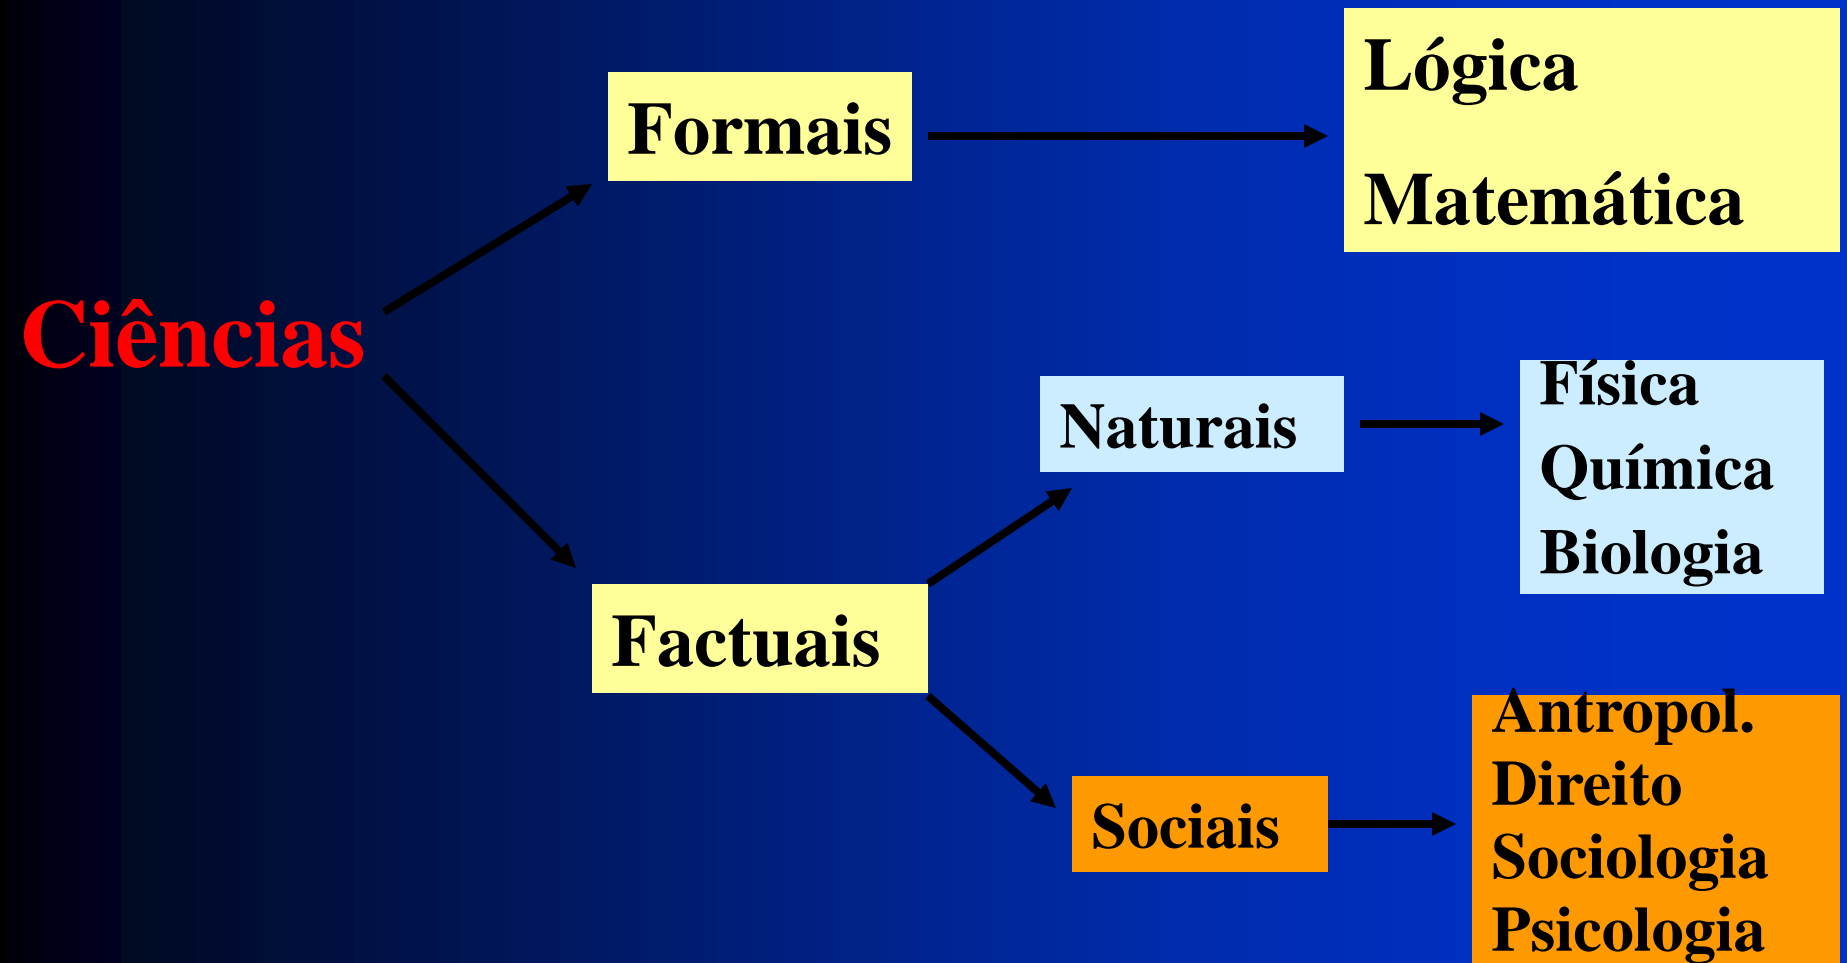 Ciências
Formais
Lógica
Matemática
Factuais
Naturais
Física
Química
Biologia
Sociais
Antropol.
Direito
Sociologia
Psicologia